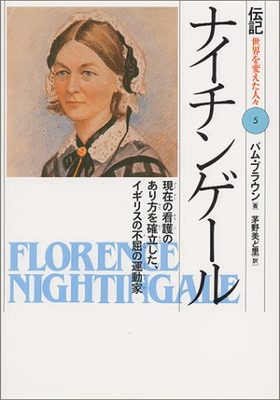 伝記
世界を変えた人々
5
ナイチンゲール
パム・ブラウン 著
茅野美ど里 訳
現在の看護の
あり方を確立した、
イギリスの不屈の運動家
FLORENCE
NIGHTINGALE